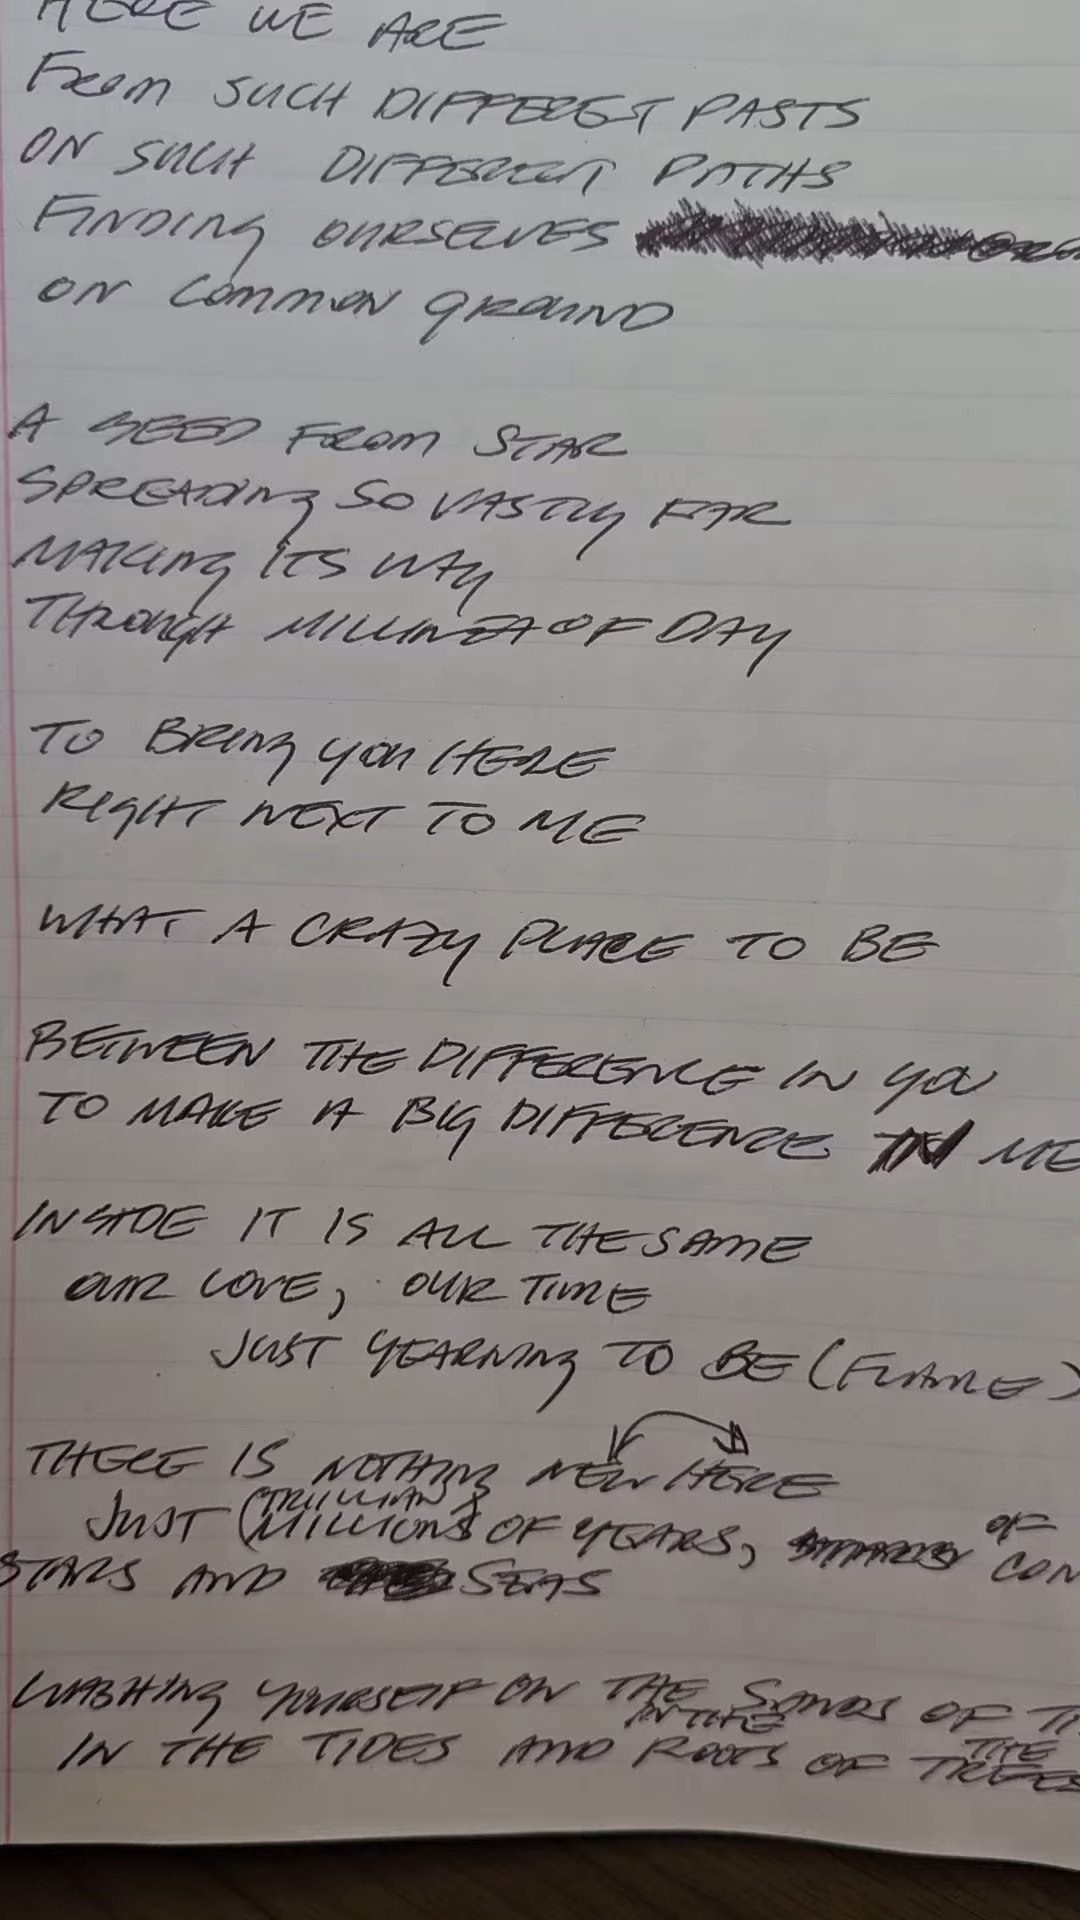 HERE WE ARE
FROM SUCH DIFFEREST PASTS
ON SUCH DIFFERENT PATHS
FINDING OURSELVES
ON COMMON GROUND
A SEED FROM STAR
SPREADING SO VASTLY FAR
MAKING ITS WAY
THROUGH MILLINEA OF DAY
TO BRING YOU HERE
RIGHT NEXT TO ME
WHAT A CRAZY PLACE TO BE
BETWEEN THE DIFFERENCE IN YOU
TO MAKE A BIG DIFFERENCE IN ME
INSIDE IT IS ALL THE SAME
OUR LOVE, OUR TIME
JUST YEARNING TO BE (FLAME)
THERE IS NOTHING NEW HERE
TRILLIAN
JUST (MILLIONS OF YEARS, OF
STARS AND SEAS
WASHING YOURSELF ON THE SANDS OF
IN THE
IN THE TIDES AND ROOTS OF TREES
THE